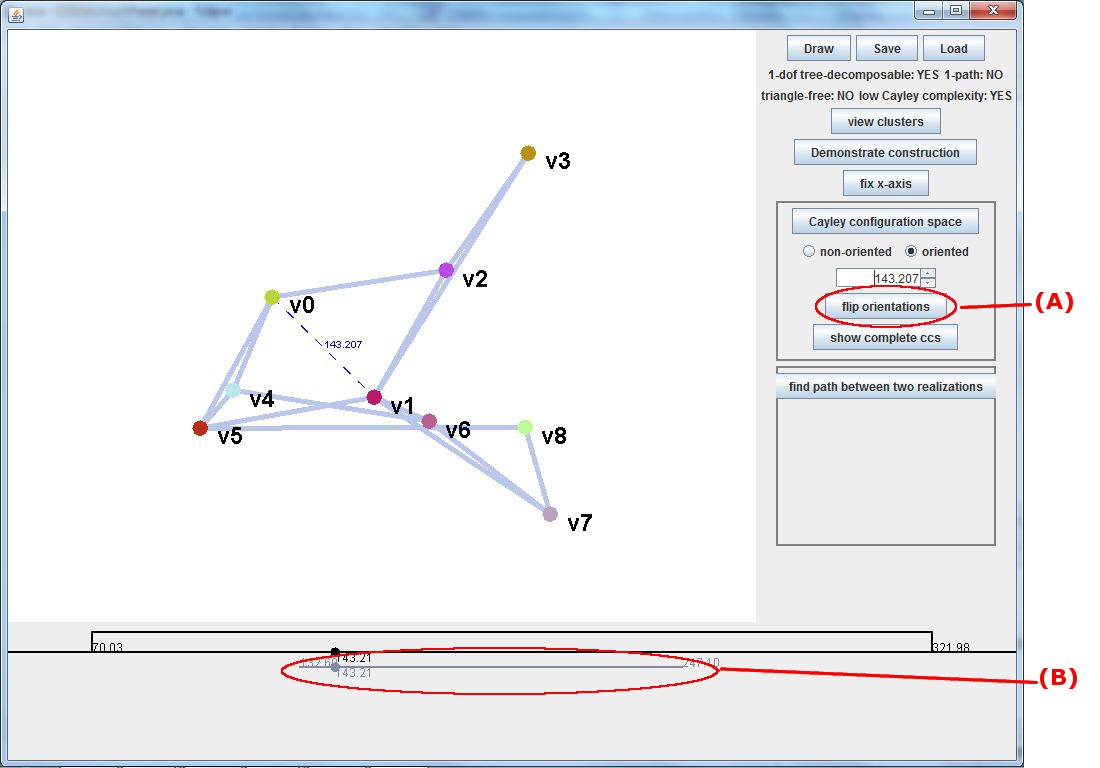 Draw Save Load
1-dof tree-decomposable: YES 1-path: NO
triangle-free: NO low Cayley complexity: YES
view clusters
Demonstrate construction
fix x-axis
Cayley configuration space
non-oriented oriented
143.207
flip orientations
(A)
show complete ccs
find path between two realizations
v3
v2
v0
143.207
v4
v1
v5
v6
v8
v7
70.03
321.98
143.21
247.10
143.21
(B)